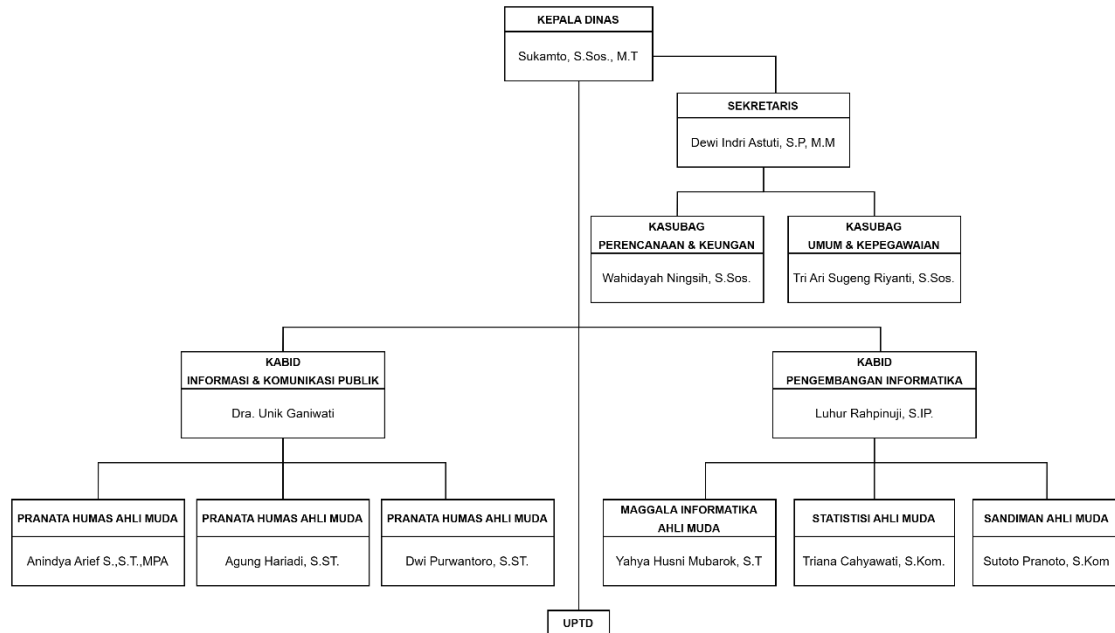 KEPALA DINAS
Sukamto, S.Sos., M.T
SEKRETARIS
Dewi Indri Astuti, S.P, M.M
KASUBAG
PERENCANAAN & KEUNGAN
Wahidayah Ningsih, S.Sos.
KASUBAG
UMUM & KEPEGAWAIAN
Tri Ari Sugeng Riyanti, S.Sos.
KABID
INFORMASI & KOMUNIKASI PUBLIK
Dra. Unik Ganiwati
KABID
PENGEMBANGAN INFORMATIKA
Luhur Rahpinuji, S.IP.
PRANATA HUMAS AHLI MUDA
Anindya Arief S.,S.T.,MPA
PRANATA HUMAS AHLI MUDA
Agung Hariadi, S.ST.
PRANATA HUMAS AHLI MUDA
Dwi Purwantoro, S.ST.
MAGGALA INFORMATIKA
AHLI MUDA
Yahya Husni Mubarok, S.T
STATISTISI AHLI MUDA
Triana Cahyawati, S.Kom.
SANDIMAN AHLI MUDA
Sutoto Pranoto, S.Kom
UPTD